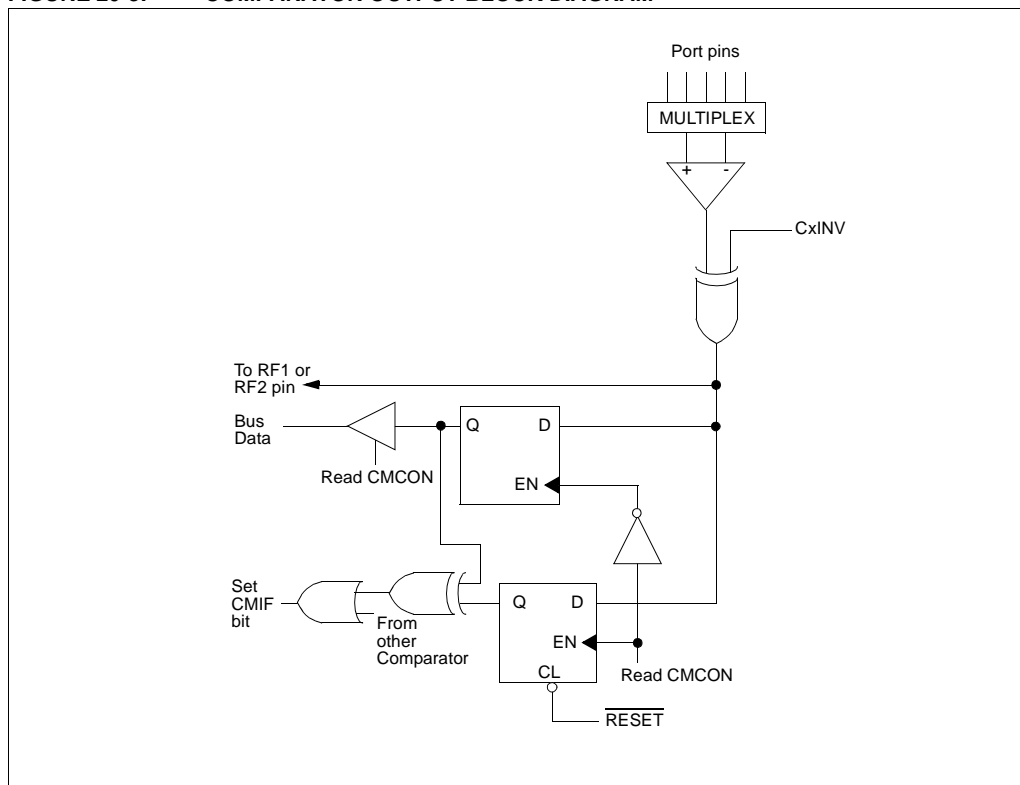 Port pins
MULTIPLEX
+ -
CxINV
To RF1 or
RF2 pin
Bus
Data
Q D
Read CMCON
EN
Set
CMIF
bit
Q D
From
other
Comparator
EN
CL
Read CMCON
RESET